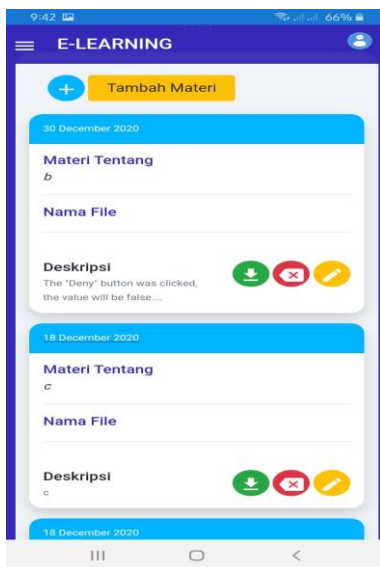 9:42 66%
E-LEARNING
+ Tambah Materi
30 December 2020
Materi Tentang
b
Nama File
Deskripsi
The "Deny" button was clicked,
the value will be false....
18 December 2020
Materi Tentang
c
Nama File
Deskripsi
c
18 December 2020